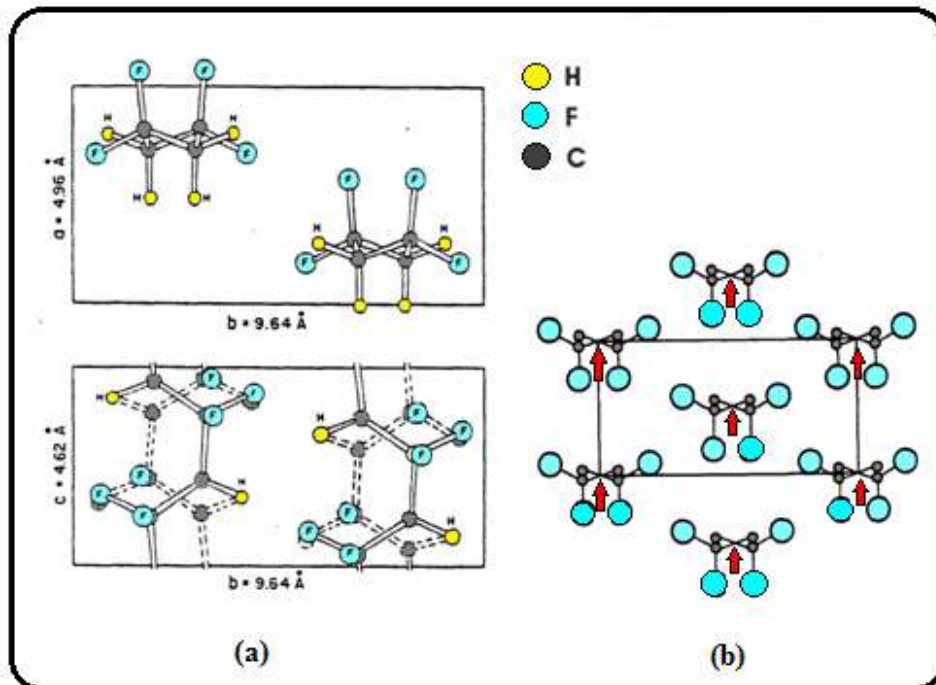 F F
H
F
C
H H
F F
H H
a = 4.96 Å
F F
H H
F F
b = 9.64 Å
F F
H F
F
H F F
F
F F
H
F
F F
F
H
F
c = 4.62 Å
b = 9.64 Å
(a)
(b)